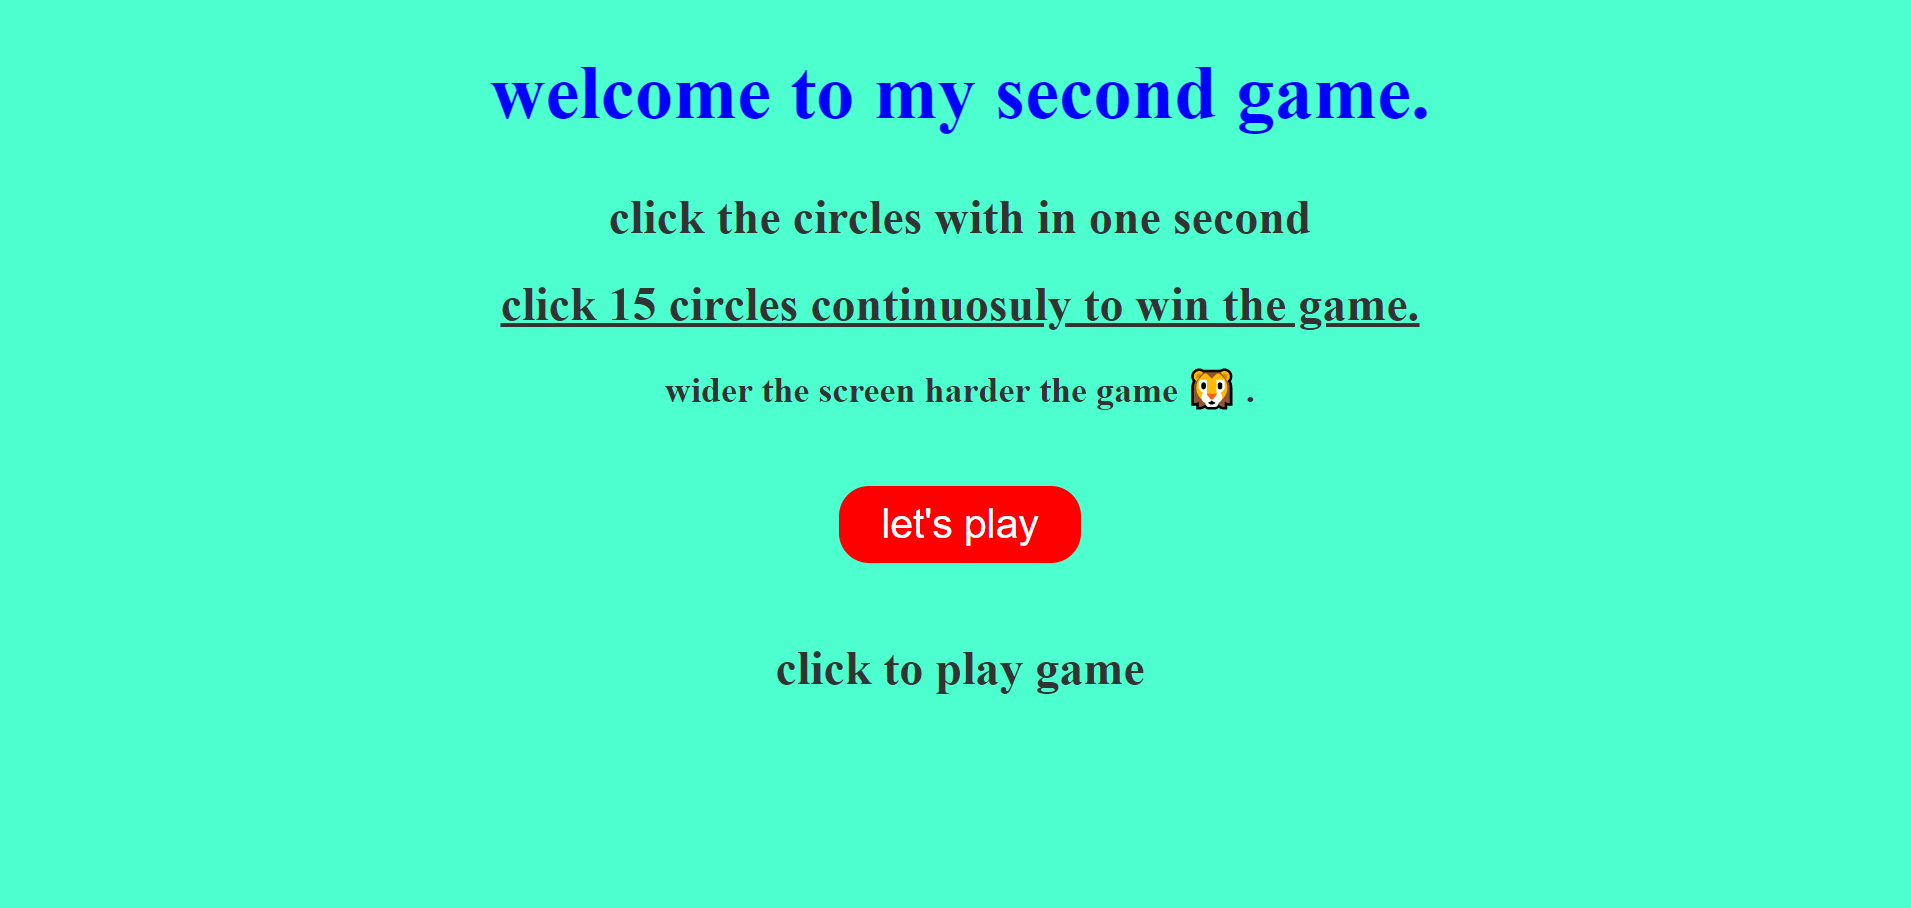 welcome to my second game.
click the circles with in one second
click 15 circles continuosuly to win the game.
wider the screen harder the game 🦁 .
let's play
click to play game